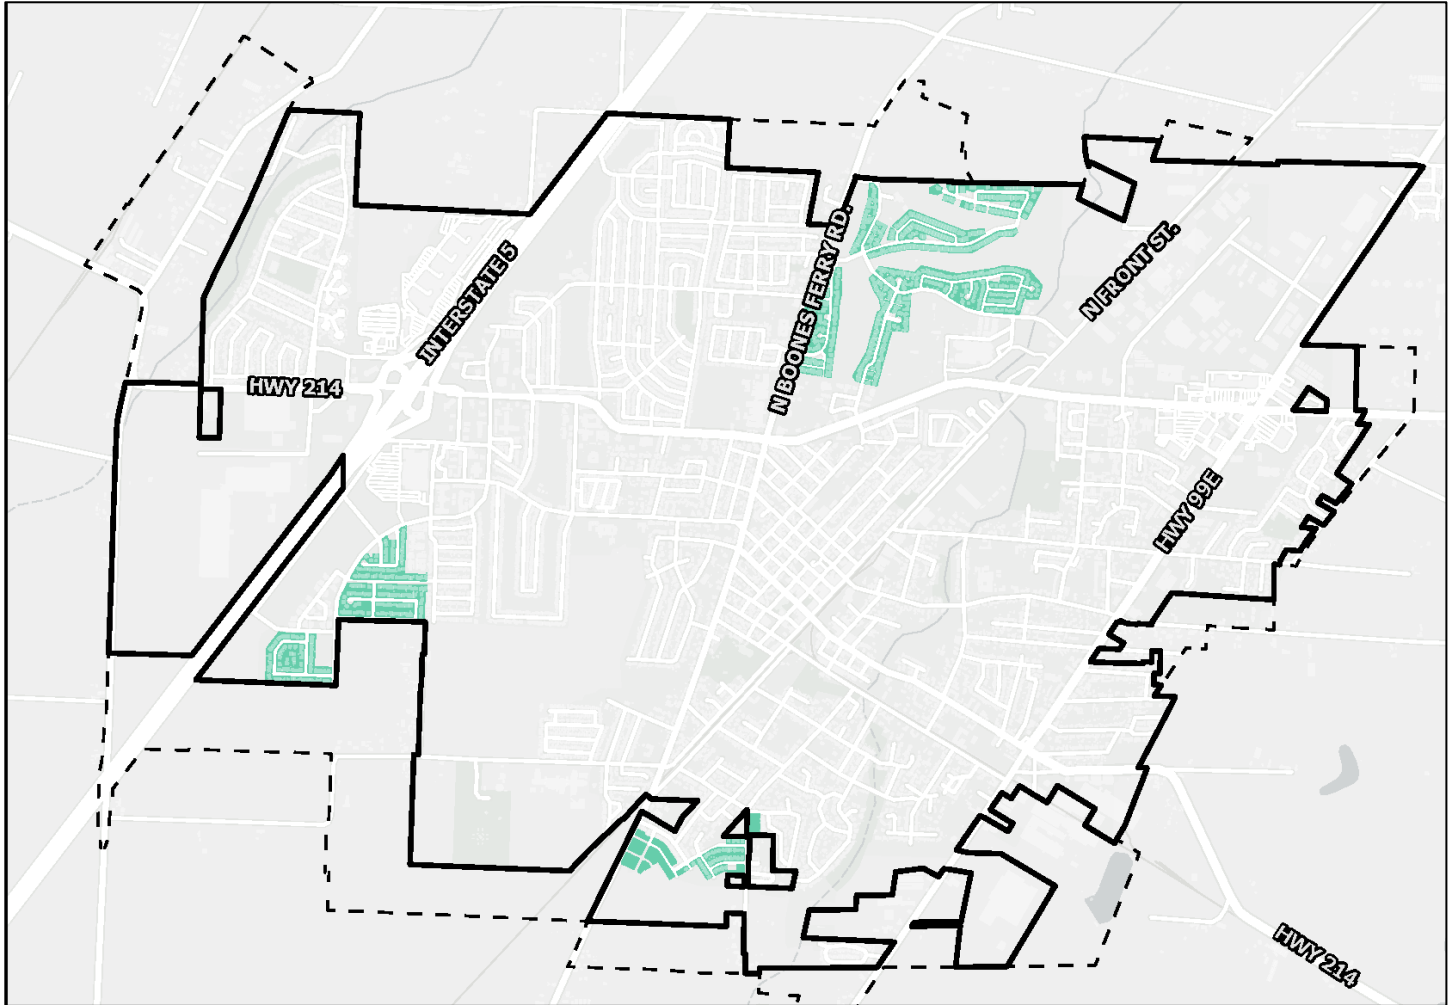 N BOONES FERRY RD.
N FRONT ST.
INTERSTATE 5
HWY 214
HWY 99E
HWY 214